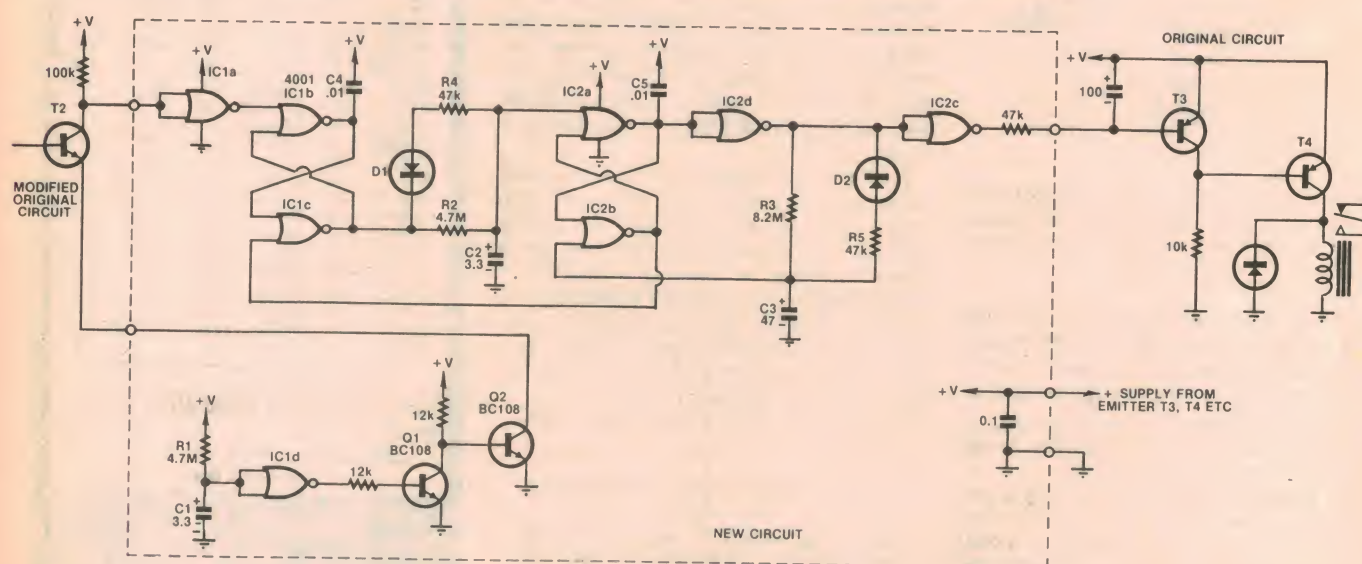 +V
100k
T2
MODIFIED
ORIGINAL
CIRCUIT
+V
IC1a
4001
IC1b
+V
C4
.01
IC1c
R4
47k
D1
R2
4.7M
C2
3.3
+
−
+V
IC2a
+V
C5
.01
IC2b
IC2d
R3
8.2M
D2
R5
47k
C3
47
+
−
IC2c
47k
ORIGINAL CIRCUIT
+V
100
+
−
T3
T4
10k
+V
R1
4.7M
C1
3.3
+
−
IC1d
12k
+V
12k
Q1
BC108
Q2
BC108
NEW CIRCUIT
+V
0.1
+ SUPPLY FROM
EMITTER T3, T4 ETC